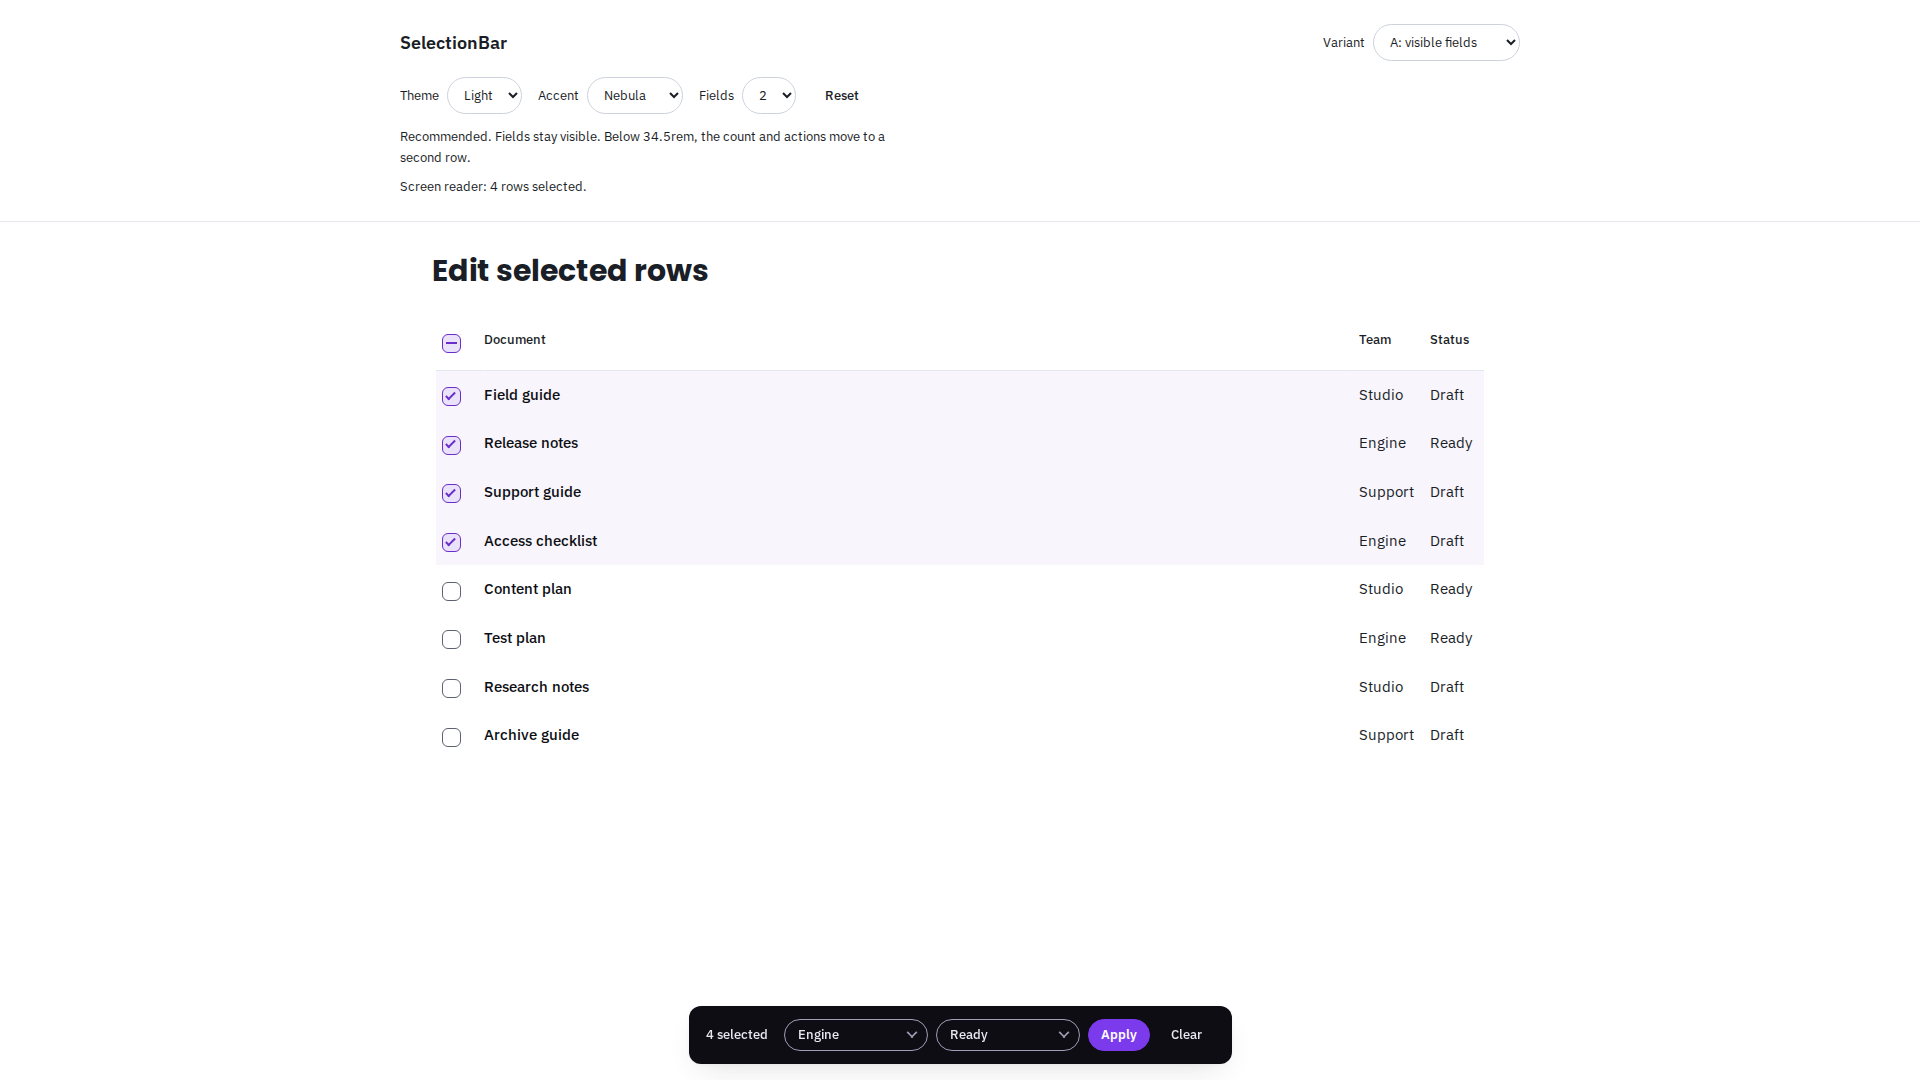 SelectionBar
Variant A: visible fields
Theme Light Accent Nebula Fields 2 Reset
Recommended. Fields stay visible. Below 34.5rem, the count and actions move to a
second row.
Screen reader: 4 rows selected.
Edit selected rows
Document Team Status
Field guide Studio Draft
Release notes Engine Ready
Support guide Support Draft
Access checklist Engine Draft
Content plan Studio Ready
Test plan Engine Ready
Research notes Studio Draft
Archive guide Support Draft
4 selected Engine Ready Apply Clear